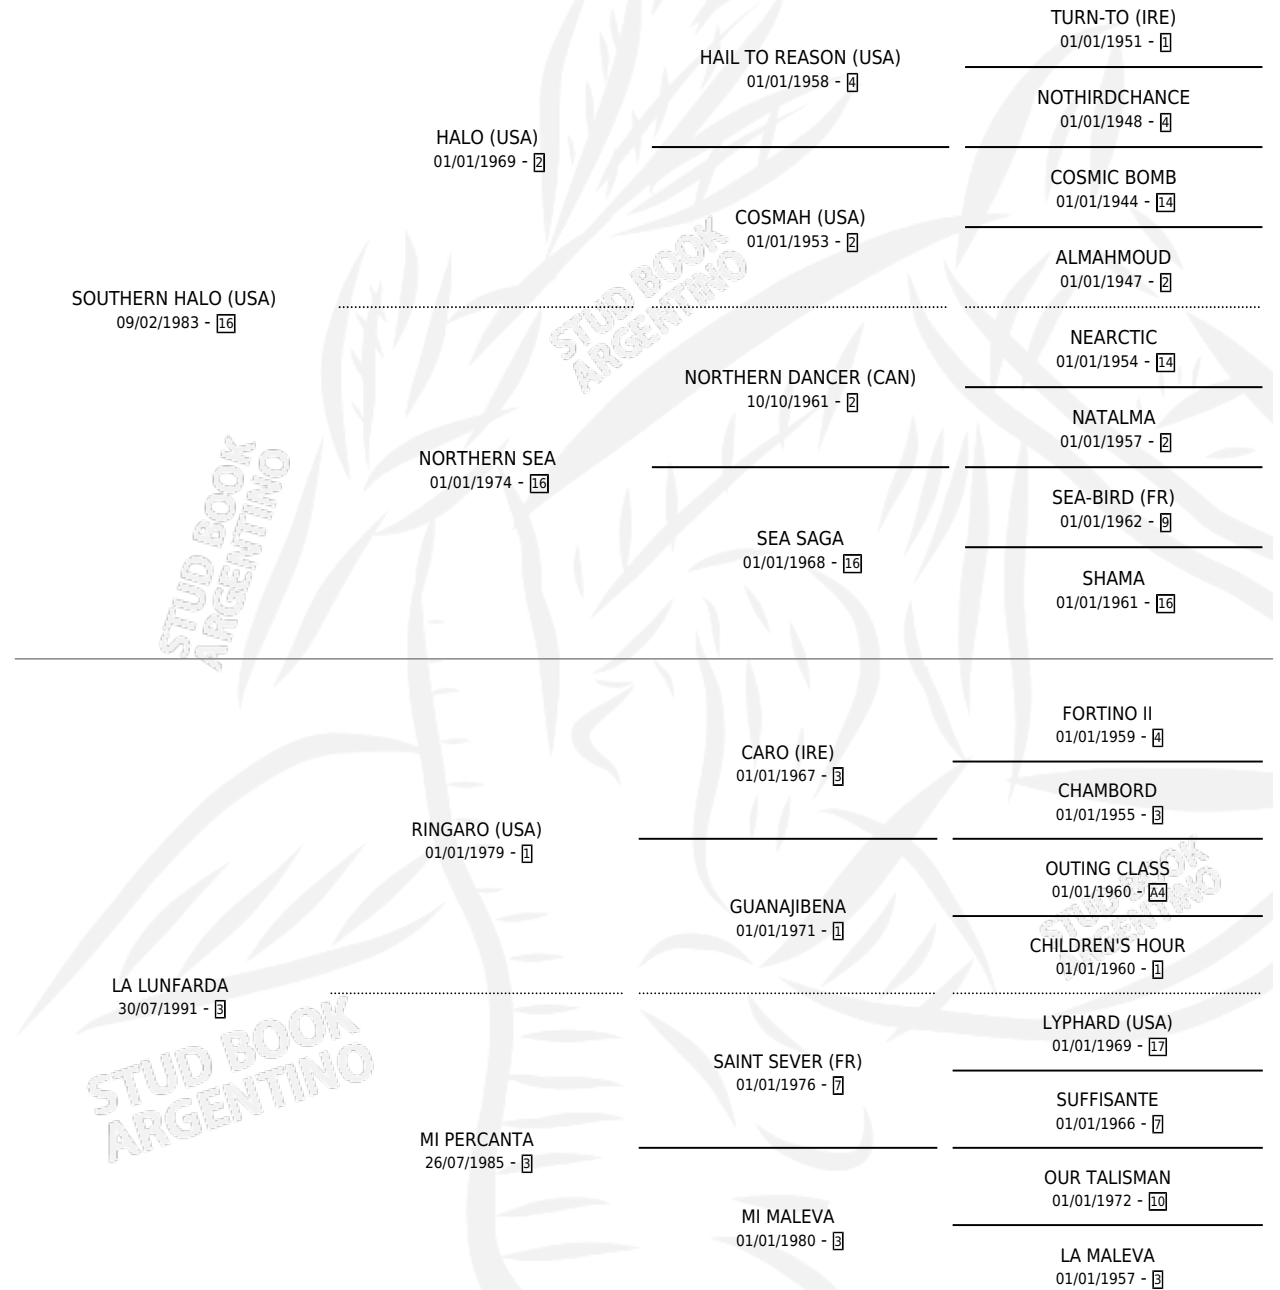 TURN-TO (IRE)
01/01/1951 - 1
HAIL TO REASON (USA)
01/01/1958 - 4
NOTHIRDCHANCE
01/01/1948 - 4
HALO (USA)
01/01/1969 - 2
COSMIC BOMB
01/01/1944 - 14
COSMAH (USA)
01/01/1953 - 2
ALMAHMOUD
01/01/1947 - 2
SOUTHERN HALO (USA)
09/02/1983 - 16
NEARCTIC
01/01/1954 - 14
NORTHERN DANCER (CAN)
10/10/1961 - 2
NATALMA
01/01/1957 - 2
NORTHERN SEA
01/01/1974 - 16
SEA-BIRD (FR)
01/01/1962 - 9
SEA SAGA
01/01/1968 - 16
SHAMA
01/01/1961 - 16
FORTINO II
01/01/1959 - 4
CARO (IRE)
01/01/1967 - 3
CHAMBORD
01/01/1955 - 3
RINGARO (USA)
01/01/1979 - 1
OUTING CLASS
01/01/1960 - A4
GUANAJIBENA
01/01/1971 - 1
CHILDREN'S HOUR
01/01/1960 - 1
LA LUNFARDA
30/07/1991 - 3
LYPHARD (USA)
01/01/1969 - 17
SAINT SEVER (FR)
01/01/1976 - 7
SUFFISANTE
01/01/1966 - 7
MI PERCANTA
26/07/1985 - 3
OUR TALISMAN
01/01/1972 - 10
MI MALEVA
01/01/1980 - 3
LA MALEVA
01/01/1957 - 3
STUD BOOK
ARGENTINO
STUD BOOK
ARGENTINO
STUD BOOK
ARGENTINO
STUD BOOK
ARGENTINO